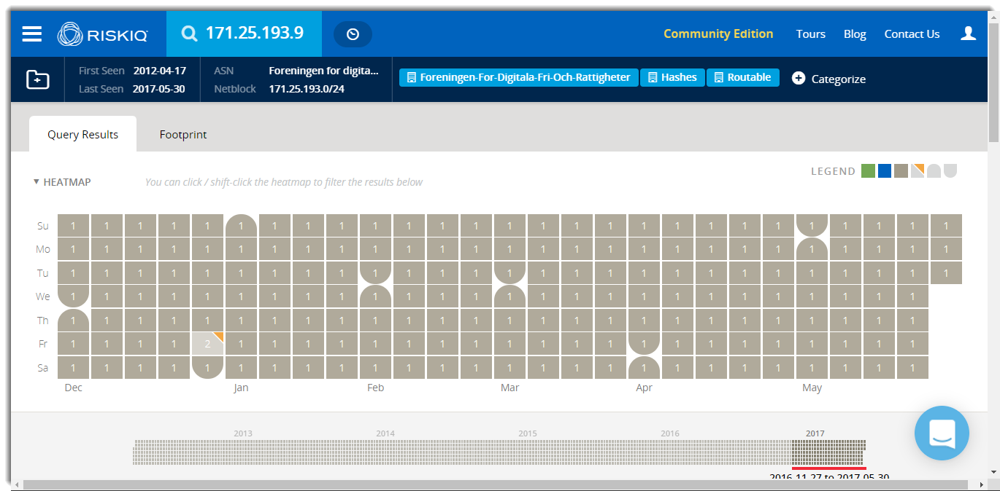 RISKIQ 171.25.193.9 Community Edition Tours Blog Contact Us
First Seen 2012-04-17 ASN Foreningen for digita... Foreningen-For-Digitala-Fri-Och-Rattigheter Hashes Routable Categorize
Last Seen 2017-05-30 Netblock 171.25.193.0/24
Query Results Footprint
LEGEND
HEATMAP You can click / shift-click the heatmap to filter the results below
Su 1 1 1 1 1 1 1 1 1 1 1 1 1 1 1 1 1 1 1 1 1 1 1 1 1 1 1
Mo 1 1 1 1 1 1 1 1 1 1 1 1 1 1 1 1 1 1 1 1 1 1 1 1 1 1 1
Tu 1 1 1 1 1 1 1 1 1 1 1 1 1 1 1 1 1 1 1 1 1 1 1 1 1 1 1
We 1 1 1 1 1 1 1 1 1 1 1 1 1 1 1 1 1 1 1 1 1 1 1 1 1 1
Th 1 1 1 1 1 1 1 1 1 1 1 1 1 1 1 1 1 1 1 1 1 1 1 1 1 1
Fr 1 1 1 1 2 1 1 1 1 1 1 1 1 1 1 1 1 1 1 1 1 1 1 1 1 1
Sa 1 1 1 1 1 1 1 1 1 1 1 1 1 1 1 1 1 1 1 1 1 1 1 1 1 1
Dec Jan Feb Mar Apr May
2013 2014 2015 2016 2017
2016-11-27 to 2017-05-30